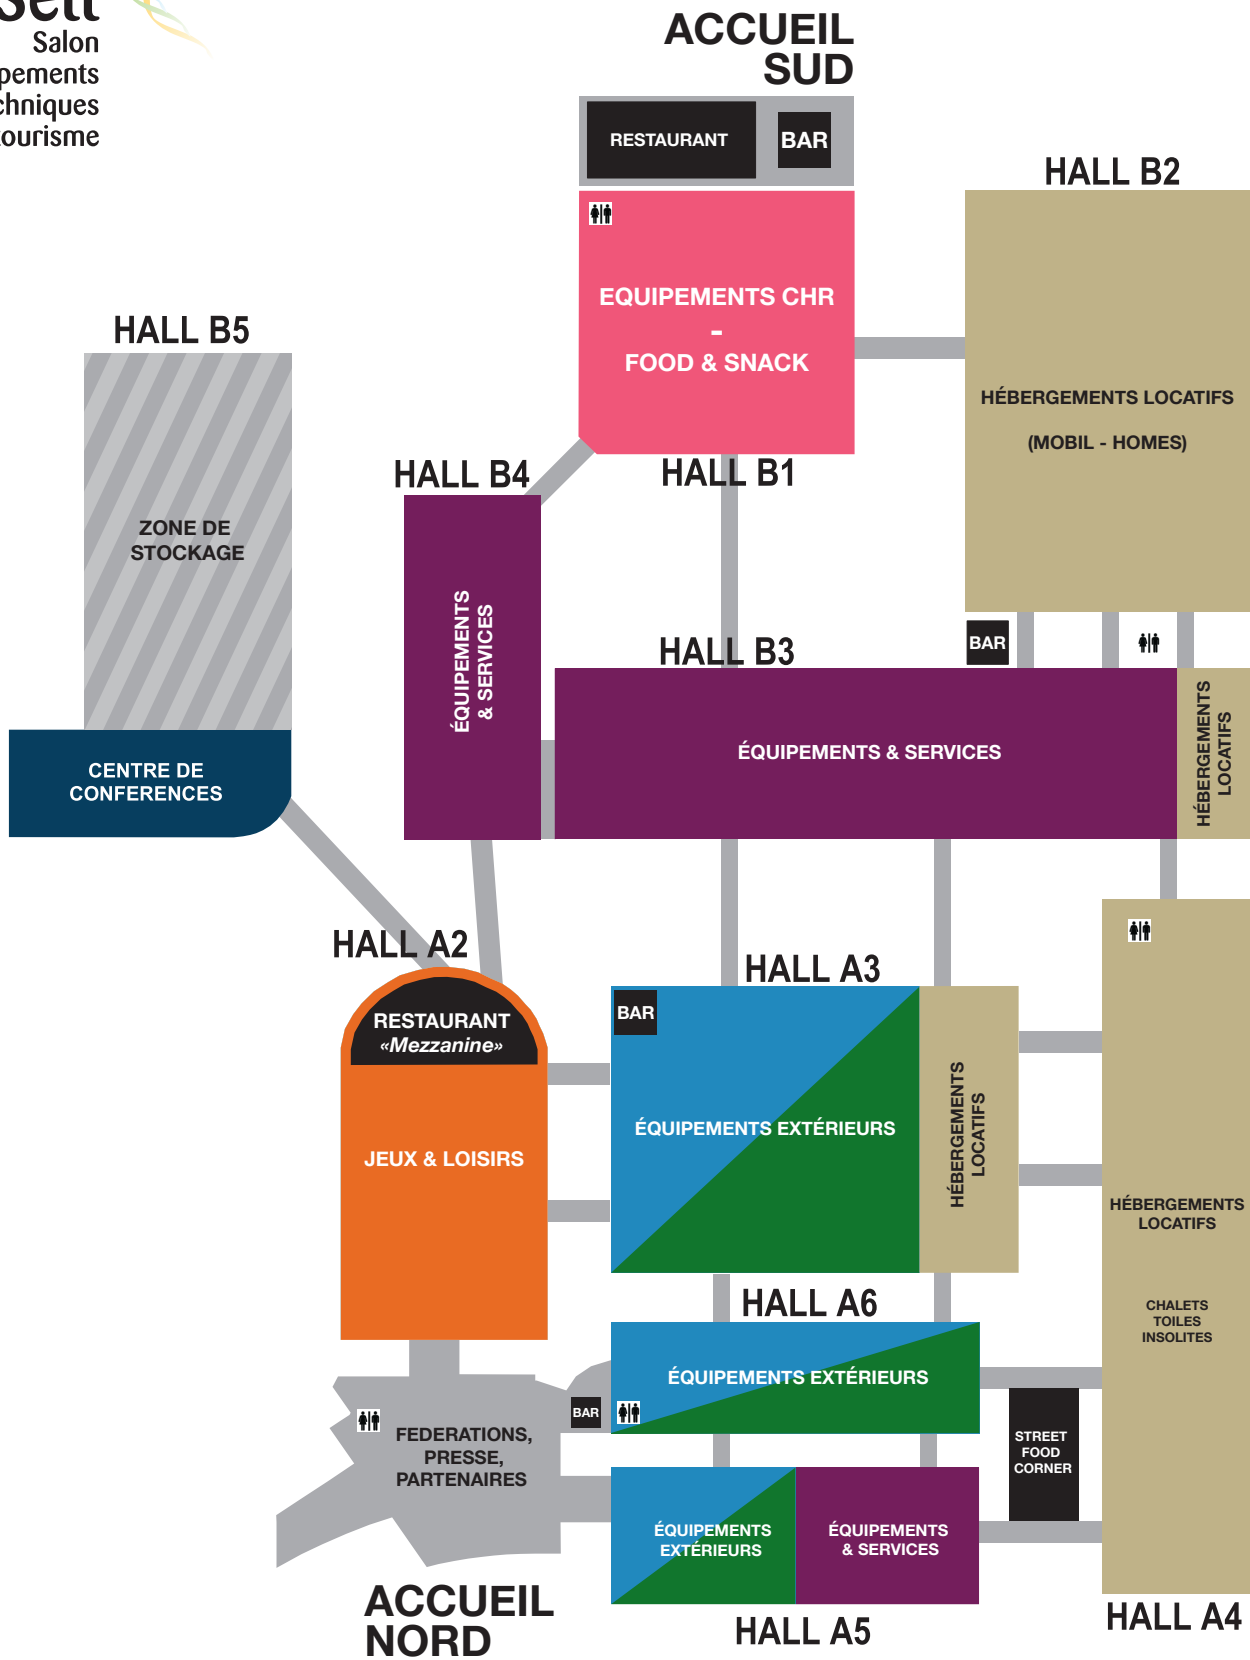 Salon
tourisme
ACCUEIL
SUD
RESTAURANT
BAR
HALL B2
EQUIPEMENTS CHR
-
FOOD & SNACK
HÉBERGEMENTS LOCATIFS
(MOBIL - HOMES)
HALL B5
ZONE DE
STOCKAGE
HALL B4
HALL B1
ÉQUIPEMENTS
& SERVICES
HALL B3
BAR
ÉQUIPEMENTS & SERVICES
HÉBERGEMENTS
LOCATIFS
CENTRE DE
CONFERENCES
HALL A2
RESTAURANT
«Mezzanine»
JEUX & LOISIRS
HALL A3
BAR
ÉQUIPEMENTS EXTÉRIEURS
HÉBERGEMENTS
LOCATIFS
HÉBERGEMENTS
LOCATIFS
CHALETS
TOILES
INSOLITES
HALL A6
ÉQUIPEMENTS EXTÉRIEURS
BAR
FEDERATIONS,
PRESSE,
PARTENAIRES
STREET
FOOD
CORNER
ÉQUIPEMENTS
EXTÉRIEURS
ÉQUIPEMENTS
& SERVICES
ACCUEIL
NORD
HALL A5
HALL A4